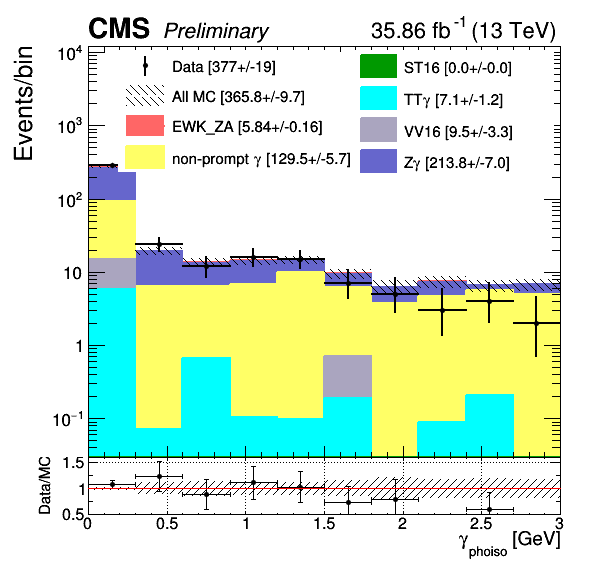 CMS Preliminary 35.86 fb⁻¹ (13 TeV)
Events/bin
10⁴
10³
10²
10
1
10⁻¹
Data [377+/-19]
All MC [365.8+/-9.7]
EWK_ZA [5.84+/-0.16]
non-prompt γ [129.5+/-5.7]
ST16 [0.0+/-0.0]
TTγ [7.1+/-1.2]
VV16 [9.5+/-3.3]
Zγ [213.8+/-7.0]
Data/MC
1.5
1
0.5
0 0.5 1 1.5 2 2.5 3
γphoiso [GeV]